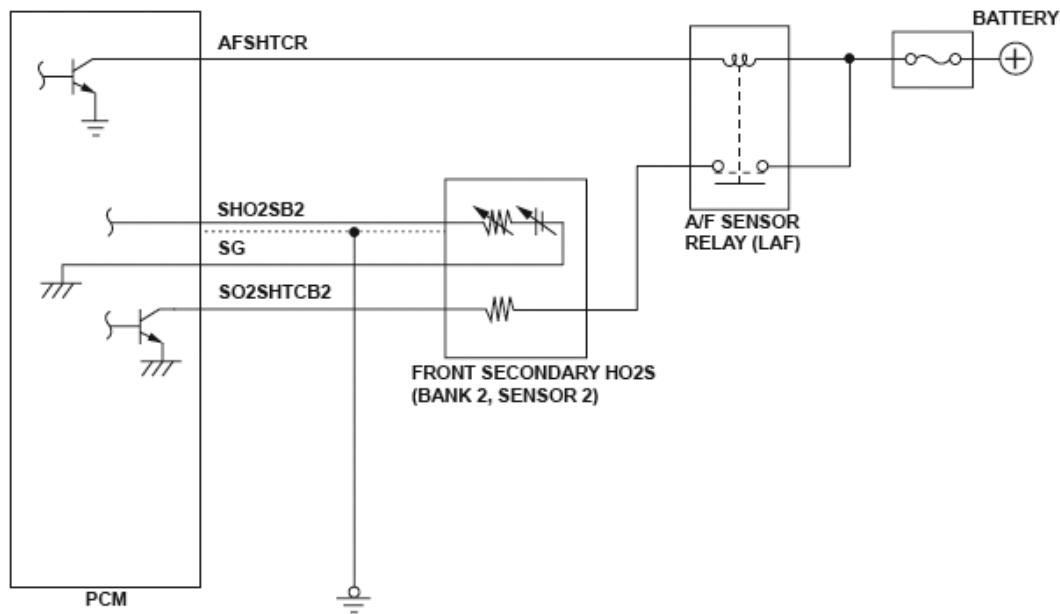 BATTERY
AFSHTCR
A/F SENSOR
RELAY (LAF)
SHO2SB2
SG
SO2SHTCB2
FRONT SECONDARY HO2S
(BANK 2, SENSOR 2)
PCM